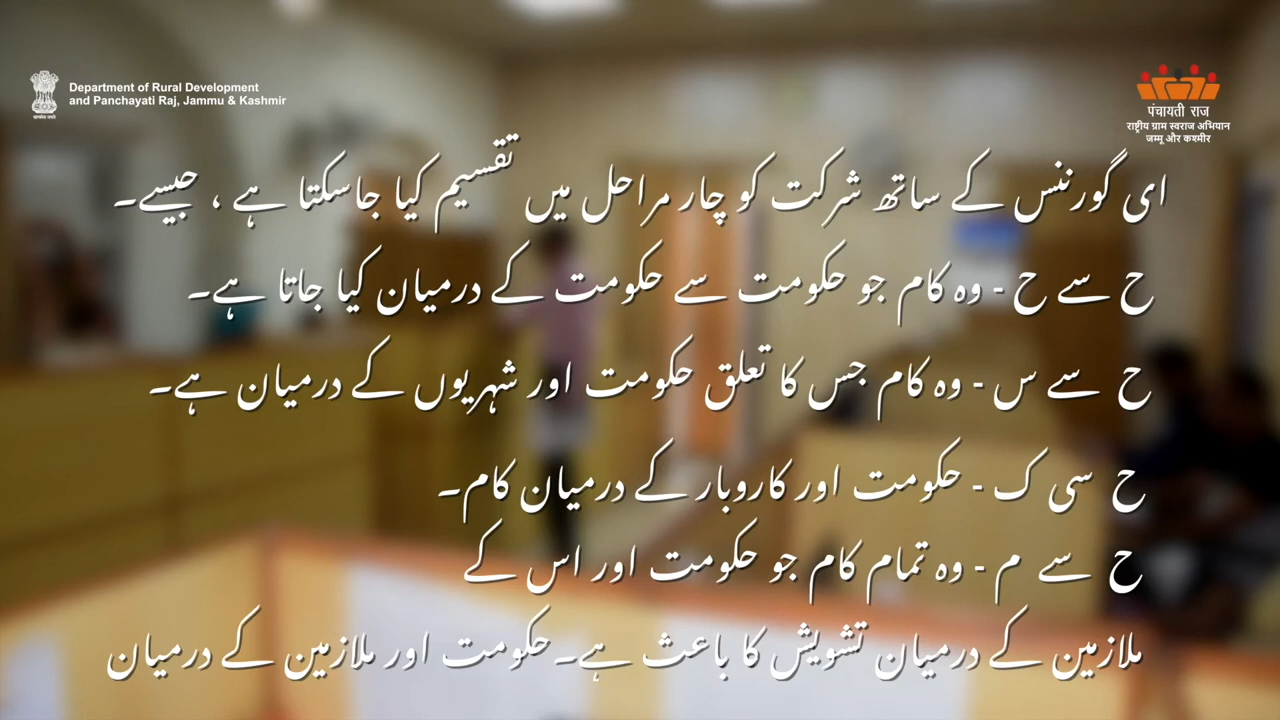 Department of Rural Development
and Panchayati Raj, Jammu & Kashmir
पंचायती राज
राष्ट्रीय ग्राम स्वराज अभियान
जम्मू और कश्मीर
ای گورننس کے ساتھ شرکت کو چار مراحل میں تقسیم کیا جاسکتا ہے ، جیسے۔
ح سے ح - وہ کام جو حکومت سے حکومت کے درمیان کیا جاتا ہے۔
ح سے س - وہ کام جس کا تعلق حکومت اور شہریوں کے درمیان ہے۔
ح سی ک - حکومت اور کاروبار کے درمیان کام۔
ح سے م - وہ تمام کام جو حکومت اور اس کے
ملازمین کے درمیان تشویش کا باعث ہے۔حکومت اور ملازمین کے درمیان